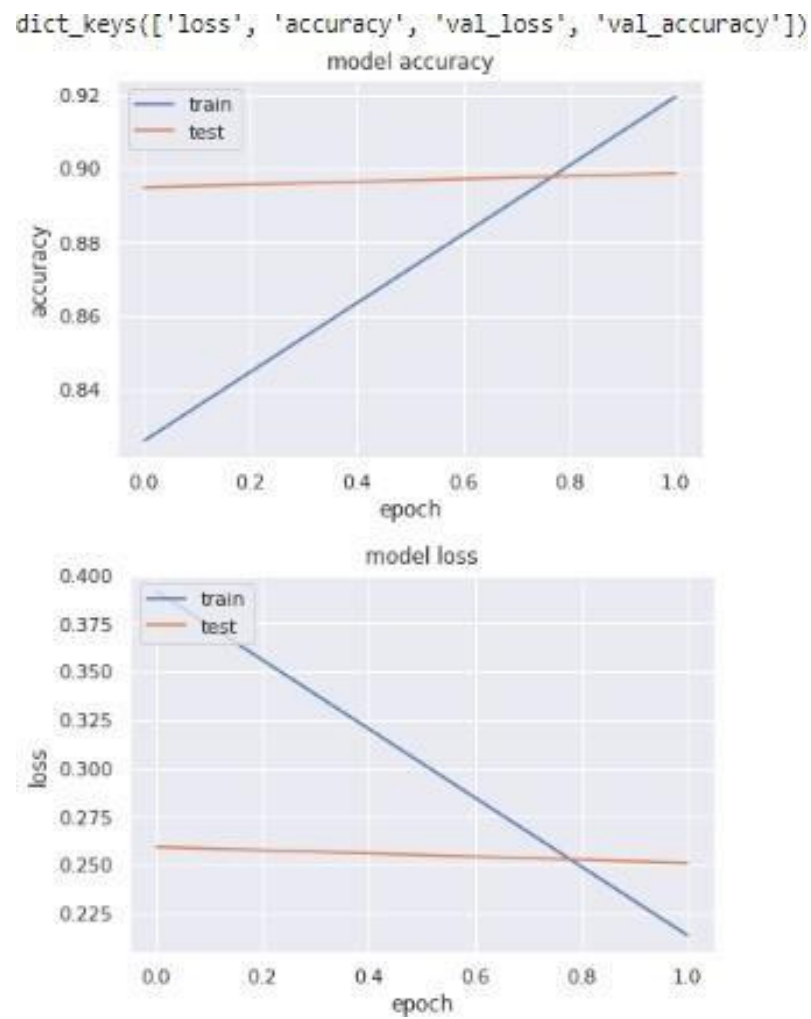 dict_keys(['loss', 'accuracy', 'val_loss', 'val_accuracy'])
model accuracy
train
test
0.92
0.90
0.88
0.86
0.84
accuracy
0.0 0.2 0.4 0.6 0.8 1.0
epoch
model loss
train
test
0.400
0.375
0.350
0.325
0.300
0.275
0.250
0.225
loss
0.0 0.2 0.4 0.6 0.8 1.0
epoch